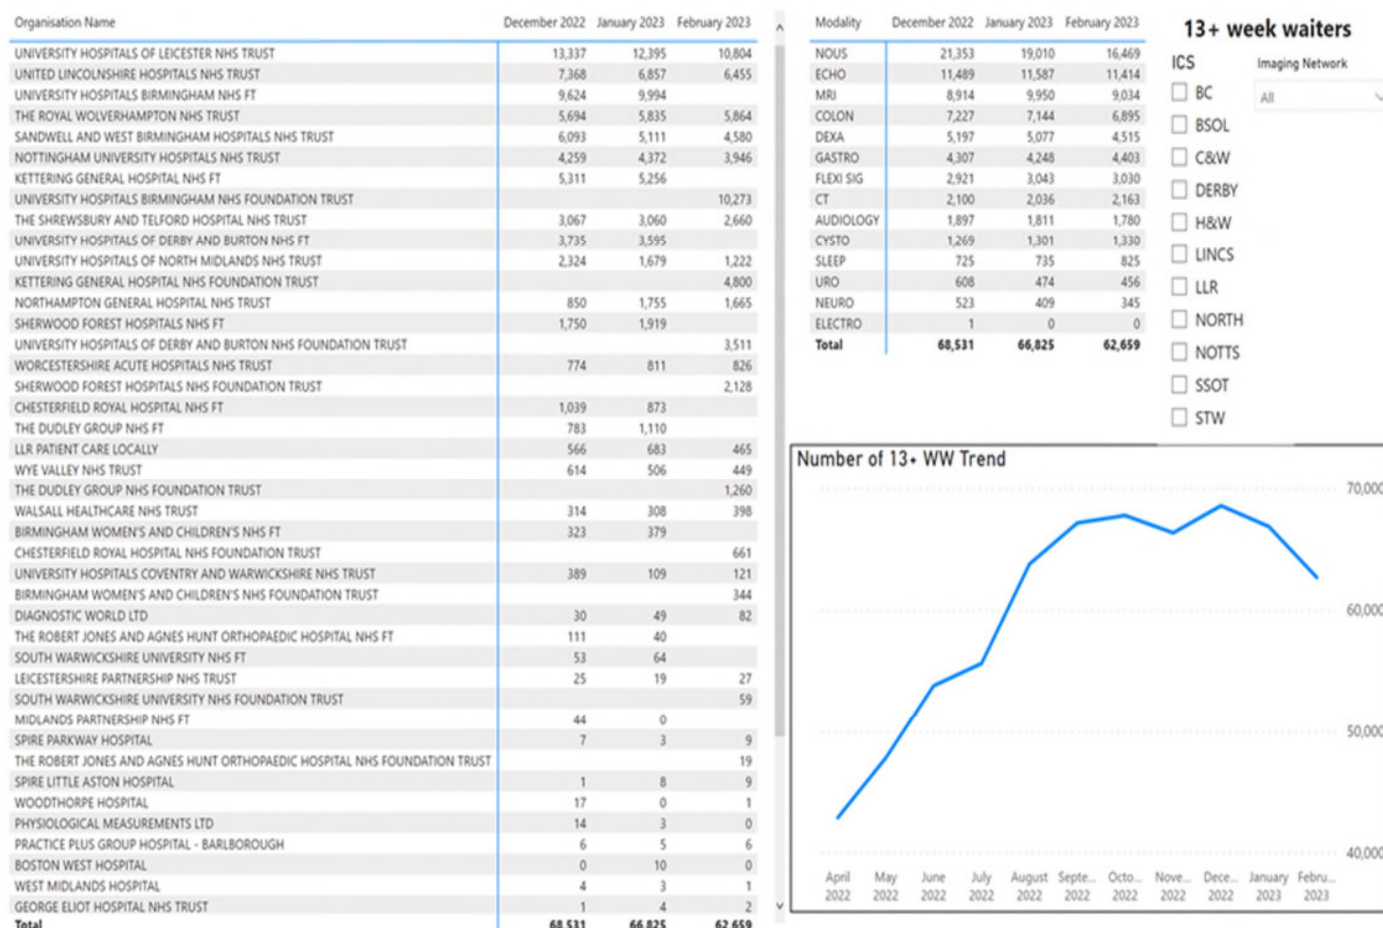 Organisation Name December 2022 January 2023 February 2023
UNIVERSITY HOSPITALS OF LEICESTER NHS TRUST 13,337 12,395 10,804
UNITED LINCOLNSHIRE HOSPITALS NHS TRUST 7,368 6,857 6,455
UNIVERSITY HOSPITALS BIRMINGHAM NHS FT 9,624 9,994
THE ROYAL WOLVERHAMPTON NHS TRUST 5,694 5,835 5,864
SANDWELL AND WEST BIRMINGHAM HOSPITALS NHS TRUST 6,093 5,111 4,580
NOTTINGHAM UNIVERSITY HOSPITALS NHS TRUST 4,259 4,372 3,946
KETTERING GENERAL HOSPITAL NHS FT 5,311 5,256
UNIVERSITY HOSPITALS BIRMINGHAM NHS FOUNDATION TRUST 10,273
THE SHREWSBURY AND TELFORD HOSPITAL NHS TRUST 3,067 3,060 2,660
UNIVERSITY HOSPITALS OF DERBY AND BURTON NHS FT 3,735 3,595
UNIVERSITY HOSPITALS OF NORTH MIDLANDS NHS TRUST 2,324 1,679 1,222
KETTERING GENERAL HOSPITAL NHS FOUNDATION TRUST 4,800
NORTHAMPTON GENERAL HOSPITAL NHS TRUST 850 1,755 1,665
SHERWOOD FOREST HOSPITALS NHS FT 1,750 1,919
UNIVERSITY HOSPITALS OF DERBY AND BURTON NHS FOUNDATION TRUST 3,511
WORCESTERSHIRE ACUTE HOSPITALS NHS TRUST 774 811 826
SHERWOOD FOREST HOSPITALS NHS FOUNDATION TRUST 2,128
CHESTERFIELD ROYAL HOSPITAL NHS FT 1,039 873
THE DUDLEY GROUP NHS FT 783 1,110
LLR PATIENT CARE LOCALLY 566 683 465
WYE VALLEY NHS TRUST 614 506 449
THE DUDLEY GROUP NHS FOUNDATION TRUST 1,260
WALSALL HEALTHCARE NHS TRUST 314 308 398
BIRMINGHAM WOMEN'S AND CHILDREN'S NHS FT 323 379
CHESTERFIELD ROYAL HOSPITAL NHS FOUNDATION TRUST 661
UNIVERSITY HOSPITALS COVENTRY AND WARWICKSHIRE NHS TRUST 389 109 121
BIRMINGHAM WOMEN'S AND CHILDREN'S NHS FOUNDATION TRUST 344
DIAGNOSTIC WORLD LTD 30 49 82
THE ROBERT JONES AND AGNES HUNT ORTHOPAEDIC HOSPITAL NHS FT 111 40
SOUTH WARWICKSHIRE UNIVERSITY NHS FT 53 64
LEICESTERSHIRE PARTNERSHIP NHS TRUST 25 19 27
SOUTH WARWICKSHIRE UNIVERSITY NHS FOUNDATION TRUST 59
MIDLANDS PARTNERSHIP NHS FT 44 0
SPIRE PARKWAY HOSPITAL 7 3 9
THE ROBERT JONES AND AGNES HUNT ORTHOPAEDIC HOSPITAL NHS FOUNDATION TRUST 19
SPIRE LITTLE ASTON HOSPITAL 1 8 9
WOODTHORPE HOSPITAL 17 0 1
PHYSIOLOGICAL MEASUREMENTS LTD 14 3 0
PRACTICE PLUS GROUP HOSPITAL - BARLBOROUGH 6 5 6
BOSTON WEST HOSPITAL 0 10 0
WEST MIDLANDS HOSPITAL 4 3 1
GEORGE ELIOT HOSPITAL NHS TRUST 1 4 2
Total 68,531 66,825 62,659
Modality December 2022 January 2023 February 2023
NOUS 21,353 19,010 16,469
ECHO 11,489 11,587 11,414
MRI 8,914 9,950 9,034
COLON 7,227 7,144 6,895
DEXA 5,197 5,077 4,515
GASTRO 4,307 4,248 4,403
FLEXI SIG 2,921 3,043 3,030
CT 2,100 2,036 2,163
AUDIOLOGY 1,897 1,811 1,780
CYSTO 1,269 1,301 1,330
SLEEP 725 735 825
URO 608 474 456
NEURO 523 409 345
ELECTRO 1 0 0
Total 68,531 66,825 62,659
13+ week waiters
ICS
BC
BSOL
C&W
DERBY
H&W
LINCS
LLR
NORTH
NOTTS
SSOT
STW
Imaging Network
All
Number of 13+ WW Trend
70,000
60,000
50,000
40,000
April May June July August Septe... Octo... Nove... Dece... January Febru...
2022 2022 2022 2022 2022 2022 2022 2022 2022 2023 2023